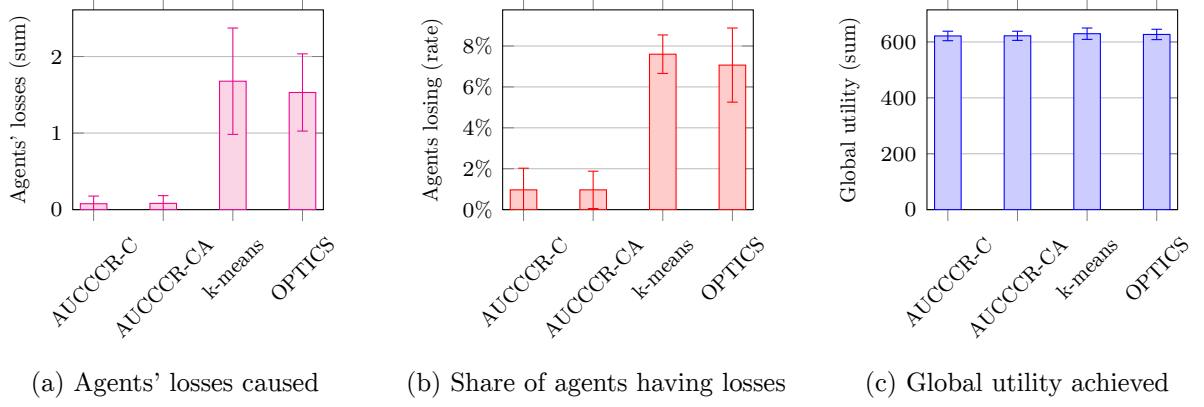 Agents' losses (sum)
2
1
0
AUCCCR-C
AUCCCR-CA
k-means
OPTICS
(a) Agents' losses caused
Agents losing (rate)
8%
6%
4%
2%
0%
AUCCCR-C
AUCCCR-CA
k-means
OPTICS
(b) Share of agents having losses
Global utility (sum)
600
400
200
0
AUCCCR-C
AUCCCR-CA
k-means
OPTICS
(c) Global utility achieved